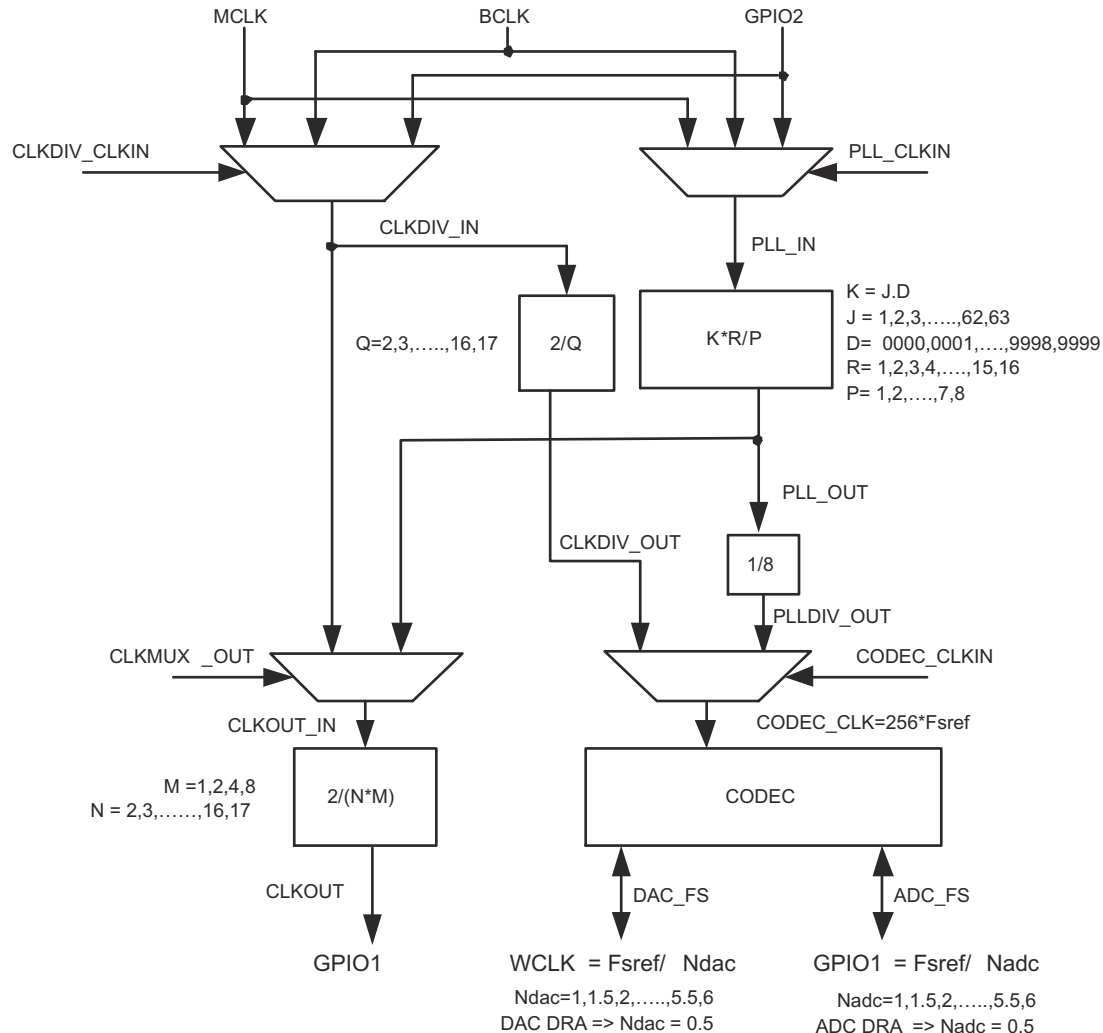 MCLK
BCLK
GPIO2
CLKDIV_CLKIN
PLL_CLKIN
CLKDIV_IN
PLL_IN
K = J.D
J = 1,2,3,…..,62,63
D= 0000,0001,….,9998,9999
R= 1,2,3,4,….,15,16
P= 1,2,….,7,8
Q=2,3,…..,16,17
2/Q
K*R/P
PLL_OUT
CLKDIV_OUT
1/8
PLLDIV_OUT
CLKMUX _OUT
CODEC_CLKIN
CLKOUT_IN
CODEC_CLK=256*Fsref
M =1,2,4,8
N = 2,3,……,16,17
2/(N*M)
CODEC
CLKOUT
DAC_FS
ADC_FS
GPIO1
WCLK = Fsref/ Ndac
GPIO1 = Fsref/ Nadc
Ndac=1,1.5,2,…..,5.5,6
DAC DRA => Ndac = 0.5
Nadc=1,1.5,2,…..,5.5,6
ADC DRA => Nadc = 0.5